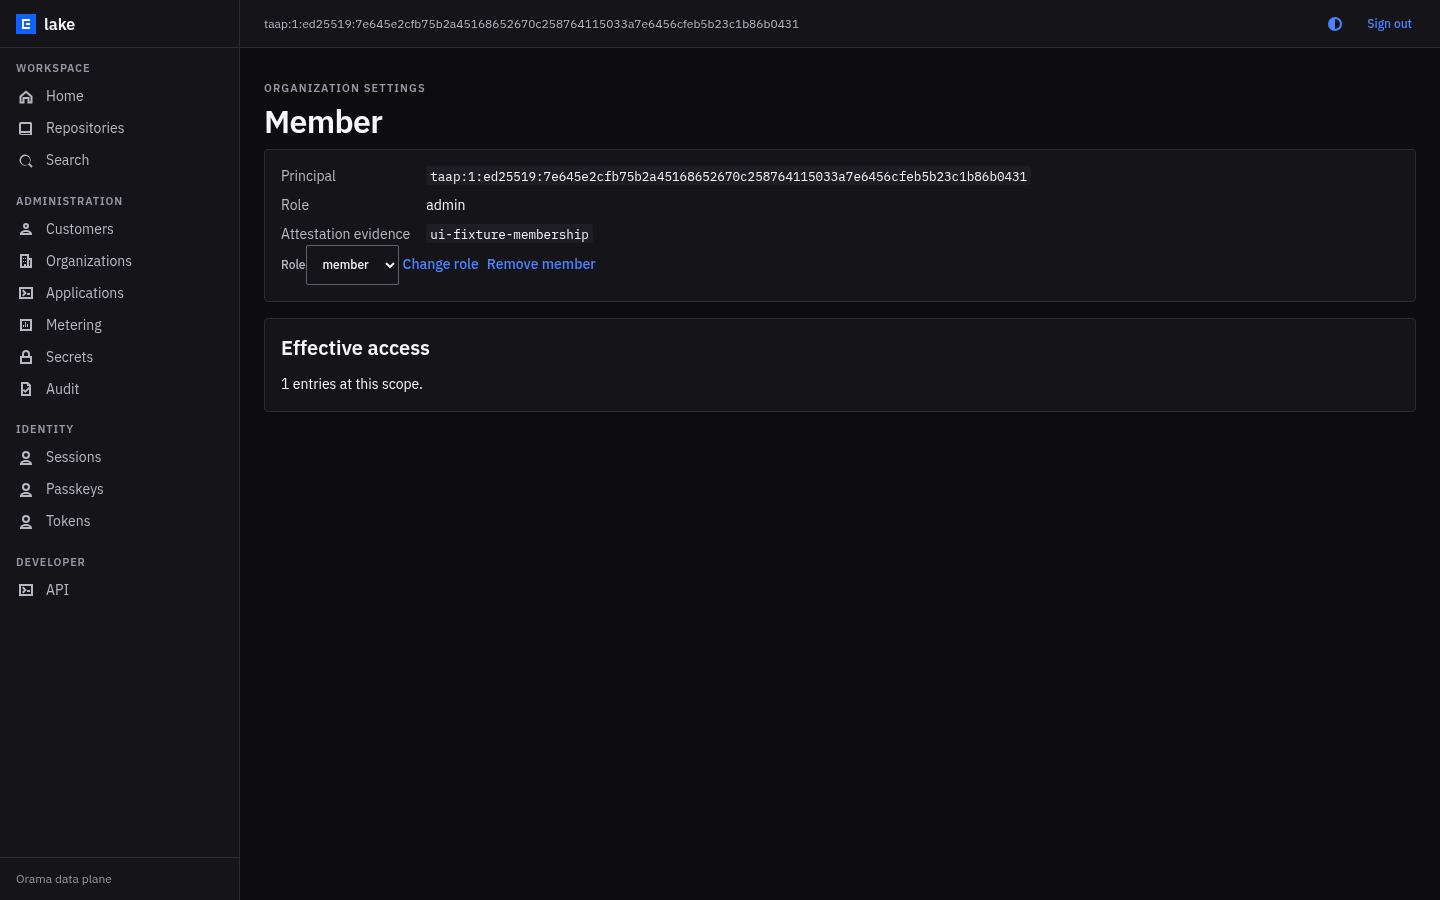 lake
taap:1:ed25519:7e645e2cfb75b2a45168652670c258764115033a7e6456cfeb5b23c1b86b0431
Sign out
WORKSPACE
Home
Repositories
Search
ADMINISTRATION
Customers
Organizations
Applications
Metering
Secrets
Audit
IDENTITY
Sessions
Passkeys
Tokens
DEVELOPER
API
Orama data plane
ORGANIZATION SETTINGS
Member
Principal taap:1:ed25519:7e645e2cfb75b2a45168652670c258764115033a7e6456cfeb5b23c1b86b0431
Role admin
Attestation evidence ui-fixture-membership
Role member Change role Remove member
Effective access
1 entries at this scope.